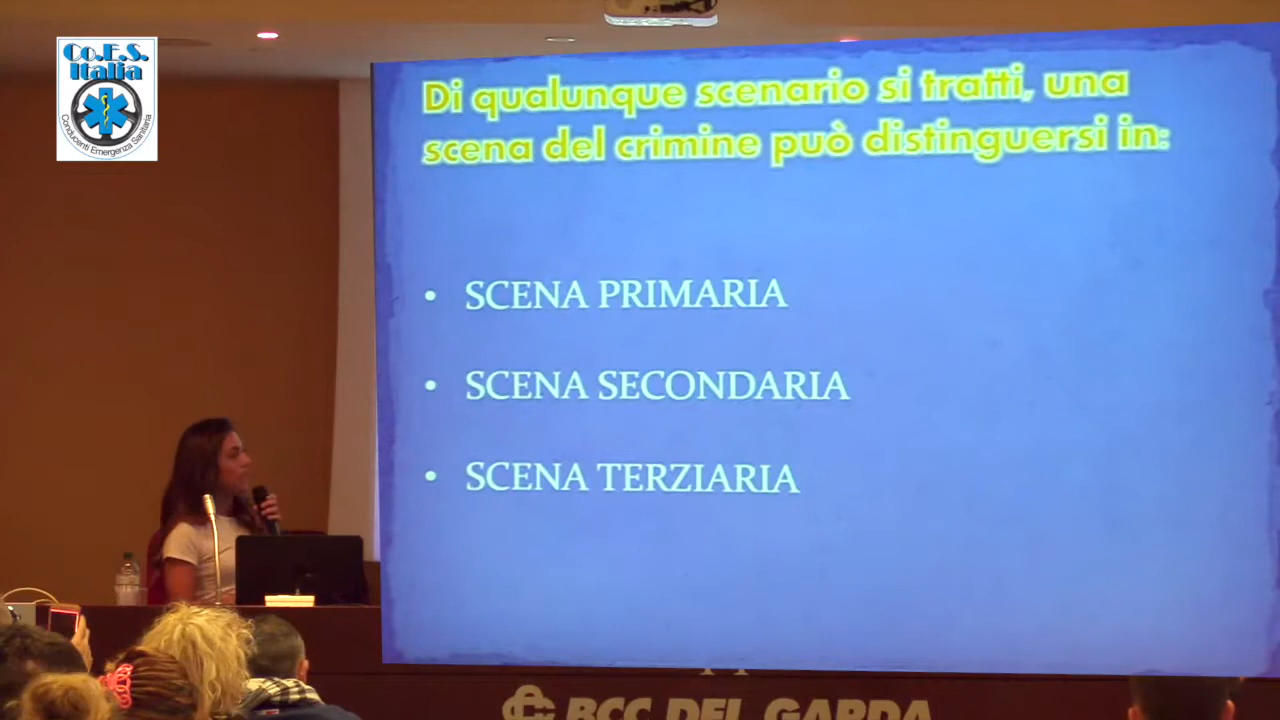 Co.E.S.
Italia
Conducenti Emergenza Sanitaria
Di qualunque scenario si tratti, una
scena del crimine può distinguersi in:
• SCENA PRIMARIA
• SCENA SECONDARIA
• SCENA TERZIARIA
BCC DEL GARDA